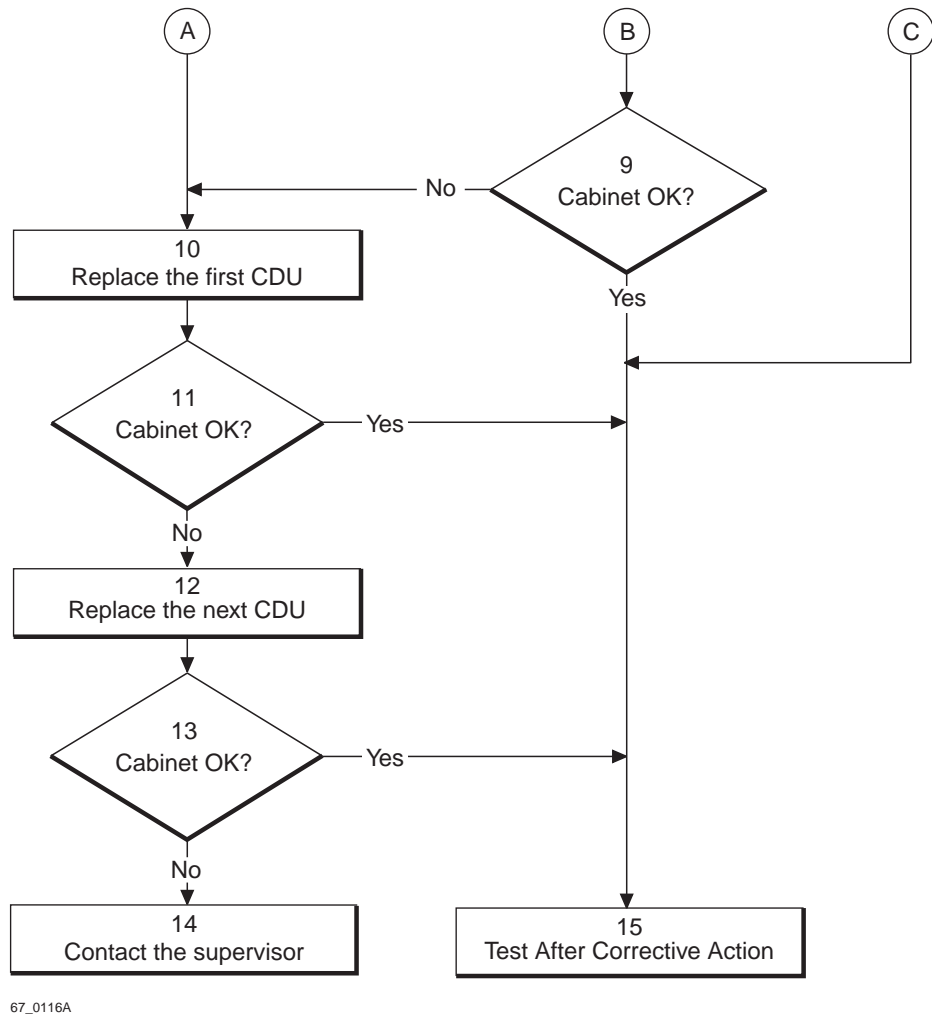 A
B
C
9
Cabinet OK?
No
Yes
10
Replace the first CDU
11
Cabinet OK?
Yes
No
12
Replace the next CDU
13
Cabinet OK?
Yes
No
14
Contact the supervisor
15
Test After Corrective Action
67_0116A